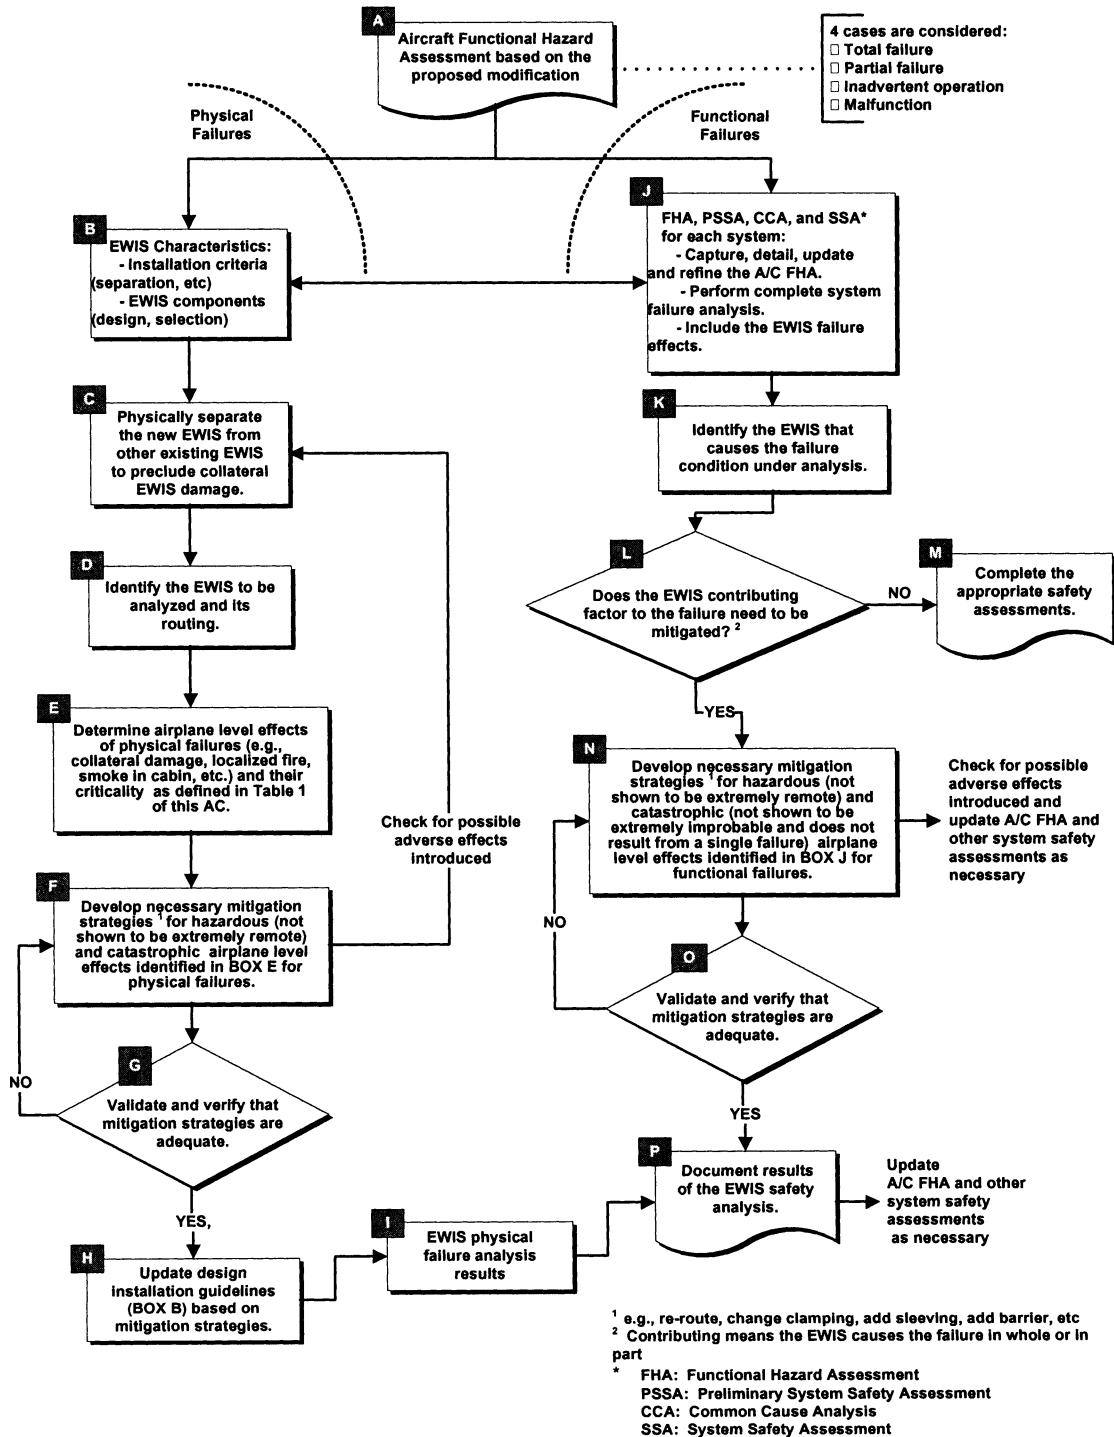 A
Aircraft Functional Hazard
Assessment based on the
proposed modification
4 cases are considered:
□ Total failure
□ Partial failure
□ Inadvertent operation
□ Malfunction
Physical
Failures
Functional
Failures
B
EWIS Characteristics:
- Installation criteria
(separation, etc)
- EWIS components
(design, selection)
J
FHA, PSSA, CCA, and SSA*
for each system:
- Capture, detail, update
and refine the A/C FHA.
- Perform complete system
failure analysis.
- Include the EWIS failure
effects.
C
Physically separate
the new EWIS from
other existing EWIS
to preclude collateral
EWIS damage.
K
Identify the EWIS that
causes the failure
condition under analysis.
D
Identify the EWIS to be
analyzed and its
routing.
L
Does the EWIS contributing
factor to the failure need to be
mitigated? 2
NO
M
Complete the
appropriate safety
assessments.
YES
E
Determine airplane level effects
of physical failures (e.g.,
collateral damage, localized fire,
smoke in cabin, etc.) and their
criticality as defined in Table 1
of this AC.
Check for possible
adverse effects
introduced
N
Develop necessary mitigation
strategies 1 for hazardous (not
shown to be extremely remote) and
catastrophic (not shown to be
extremely improbable and does not
result from a single failure) airplane
level effects identified in BOX J for
functional failures.
Check for possible
adverse effects
introduced and
update A/C FHA and
other system safety
assessments as
necessary
F
Develop necessary mitigation
strategies 1 for hazardous (not
shown to be extremely remote)
and catastrophic airplane level
effects identified in BOX E for
physical failures.
NO
O
Validate and verify that
mitigation strategies are
adequate.
G
Validate and verify that
mitigation strategies are
adequate.
NO
YES
YES,
P
Document results
of the EWIS safety
analysis.
Update
A/C FHA and other
system safety
assessments
as necessary
H
Update design
installation guidelines
(BOX B) based on
mitigation strategies.
I
EWIS physical
failure analysis
results
1 e.g., re-route, change clamping, add sleeving, add barrier, etc
2 Contributing means the EWIS causes the failure in whole or in
part
* FHA: Functional Hazard Assessment
PSSA: Preliminary System Safety Assessment
CCA: Common Cause Analysis
SSA: System Safety Assessment